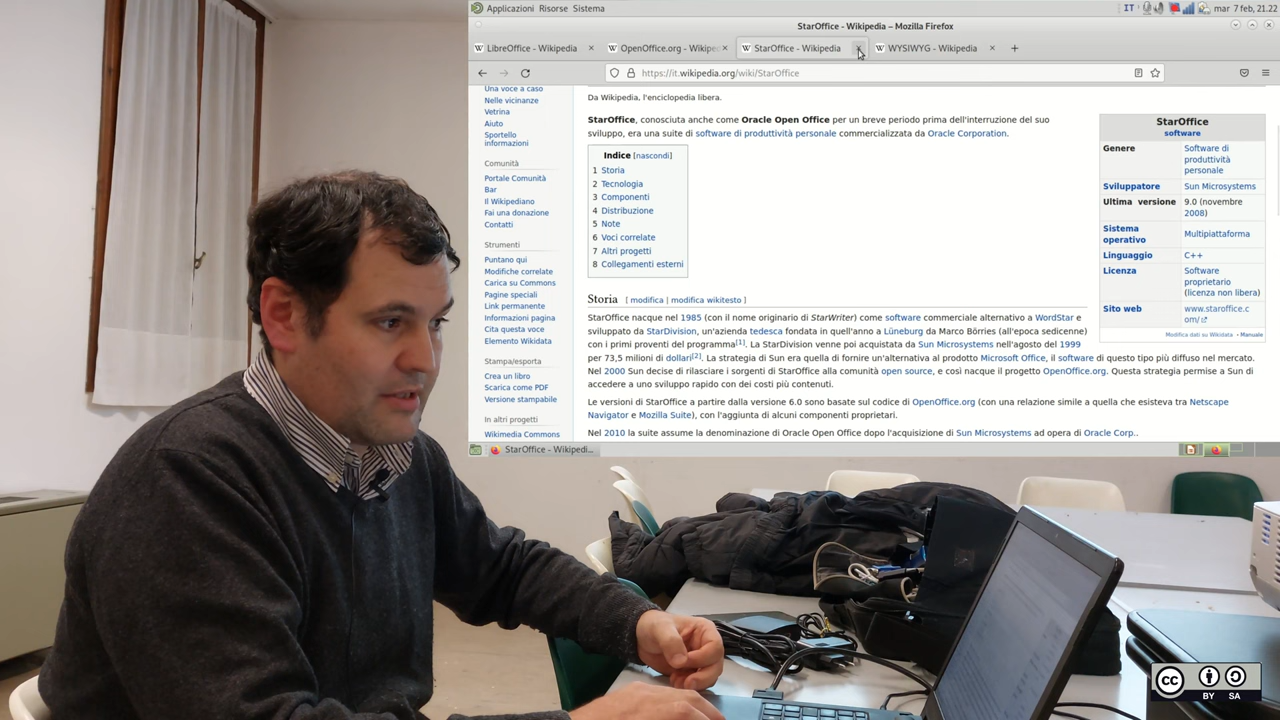 Applicazioni Risorse Sistema
IT
mar 7 feb, 21.22
StarOffice - Wikipedia – Mozilla Firefox
LibreOffice - Wikipedia
OpenOffice.org - Wikipe
StarOffice - Wikipedia
WYSIWYG - Wikipedia
https://it.wikipedia.org/wiki/StarOffice
Una voce a caso
Nelle vicinanze
Vetrina
Aiuto
Sportello
informazioni
Comunità
Portale Comunità
Bar
Il Wikipediano
Fai una donazione
Contatti
Strumenti
Puntano qui
Modifiche correlate
Carica su Commons
Pagine speciali
Link permanente
Informazioni pagina
Cita questa voce
Elemento Wikidata
Stampa/esporta
Crea un libro
Scarica come PDF
Versione stampabile
In altri progetti
Wikimedia Commons
Da Wikipedia, l'enciclopedia libera.
StarOffice, conosciuta anche come Oracle Open Office per un breve periodo prima dell'interruzione del suo
sviluppo, era una suite di software di produttività personale commercializzata da Oracle Corporation.
Indice [nascondi]
1 Storia
2 Tecnologia
3 Componenti
4 Distribuzione
5 Note
6 Voci correlate
7 Altri progetti
8 Collegamenti esterni
Storia [ modifica | modifica wikitesto ]
StarOffice nacque nel 1985 (con il nome originario di StarWriter) come software commerciale alternativo a WordStar e
sviluppato da StarDivision, un'azienda tedesca fondata in quell'anno a Lüneburg da Marco Börries (all'epoca sedicenne)
con i primi proventi del programma[1]. La StarDivision venne poi acquistata da Sun Microsystems nell'agosto del 1999
per 73,5 milioni di dollari[2]. La strategia di Sun era quella di fornire un'alternativa al prodotto Microsoft Office, il software di questo tipo più diffuso nel mercato.
Nel 2000 Sun decise di rilasciare i sorgenti di StarOffice alla comunità open source, e così nacque il progetto OpenOffice.org. Questa strategia permise a Sun di
accedere a uno sviluppo rapido con dei costi più contenuti.
Le versioni di StarOffice a partire dalla versione 6.0 sono basate sul codice di OpenOffice.org (con una relazione simile a quella che esisteva tra Netscape
Navigator e Mozilla Suite), con l'aggiunta di alcuni componenti proprietari.
Nel 2010 la suite assume la denominazione di Oracle Open Office dopo l'acquisizione di Sun Microsystems ad opera di Oracle Corp..
StarOffice
software
Genere Software di
produttività
personale
Sviluppatore Sun Microsystems
Ultima versione 9.0 (novembre
2008)
Sistema
operativo Multipiattaforma
Linguaggio C++
Licenza Software
proprietario
(licenza non libera)
Sito web www.staroffice.c
om/
Modifica dati su Wikidata · Manuale
StarOffice - Wikipedi...
cc
BY SA